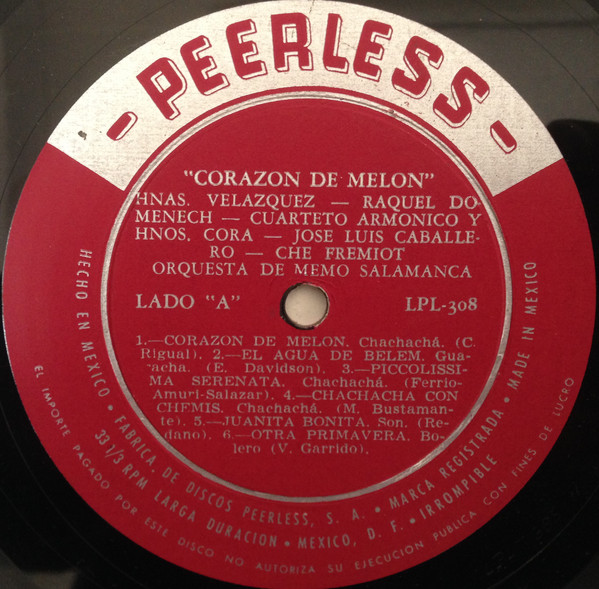 - PEERLESS -
"CORAZON DE MELON"
HNAS. VELAZQUEZ — RAQUEL DO-
MENECH — CUARTETO ARMONICO Y
HNOS. CORA — JOSE LUIS CABALLE-
RO — CHE FREMIOT
ORQUESTA DE MEMO SALAMANCA
LADO "A" LPL-308
1.—CORAZON DE MELON. Chachachá. (C.
Rigual). 2.—EL AGUA DE BELEM. Gua-
racha. (E. Davidson). 3.—PICCOLISSI-
MA SERENATA. Chachachá. (Ferrio-
Amuri-Salazar). 4.—CHACHACHA CON
CHEMIS. Chachachá. (M. Bustaman-
te). 5.—JUANITA BONITA. Son. (Re-
dano). 6.—OTRA PRIMAVERA. Bo-
lero (V. Garrido).
HECHO EN MEXICO • FABRICA DE DISCOS PEERLESS, S. A. • MARCA REGISTRADA • MADE IN MEXICO
33 1/3 RPM LARGA DURACION • MEXICO, D. F. • IRROMPIBLE
EL IMPORTE PAGADO POR ESTE DISCO NO AUTORIZA SU EJECUCION PUBLICA CON FINES DE LUCRO